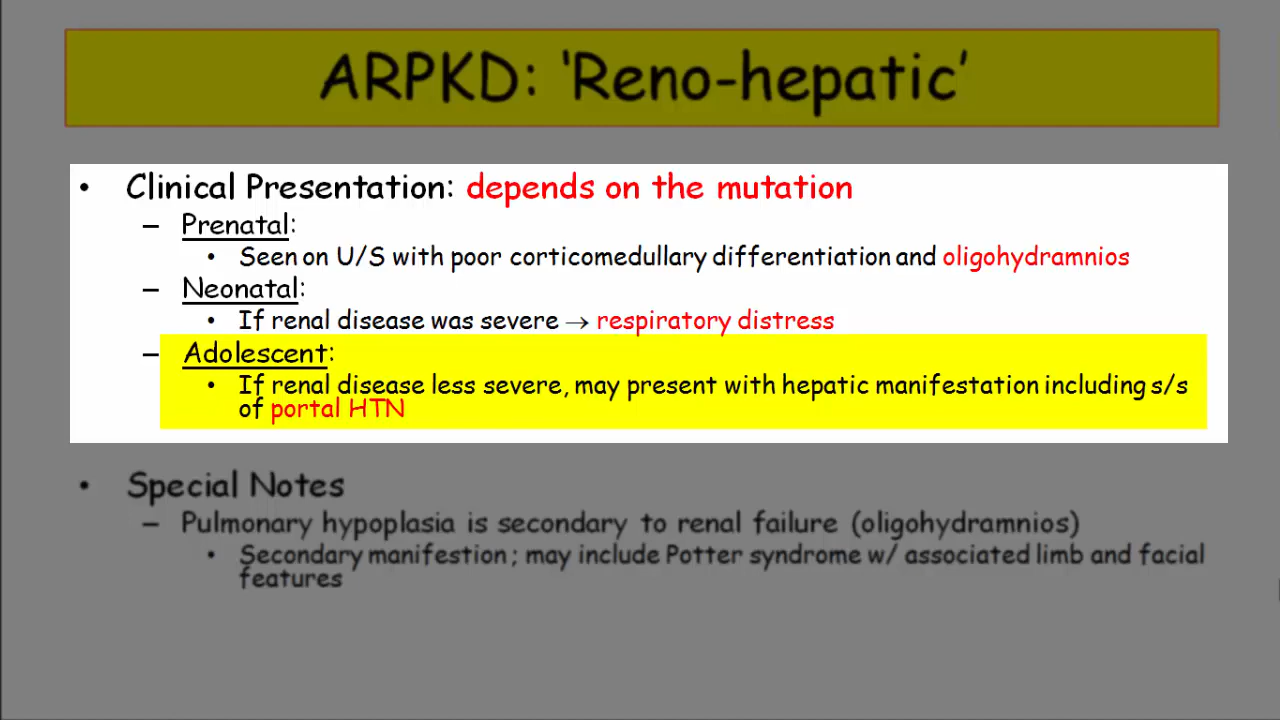 ARPKD: ‘Reno-hepatic’
• Clinical Presentation: depends on the mutation
– Prenatal:
• Seen on U/S with poor corticomedullary differentiation and oligohydramnios
– Neonatal:
• If renal disease was severe → respiratory distress
– Adolescent:
• If renal disease less severe, may present with hepatic manifestation including s/s
of portal HTN
• Special Notes
– Pulmonary hypoplasia is secondary to renal failure (oligohydramnios)
• Secondary manifestion; may include Potter syndrome w/ associated limb and facial
features